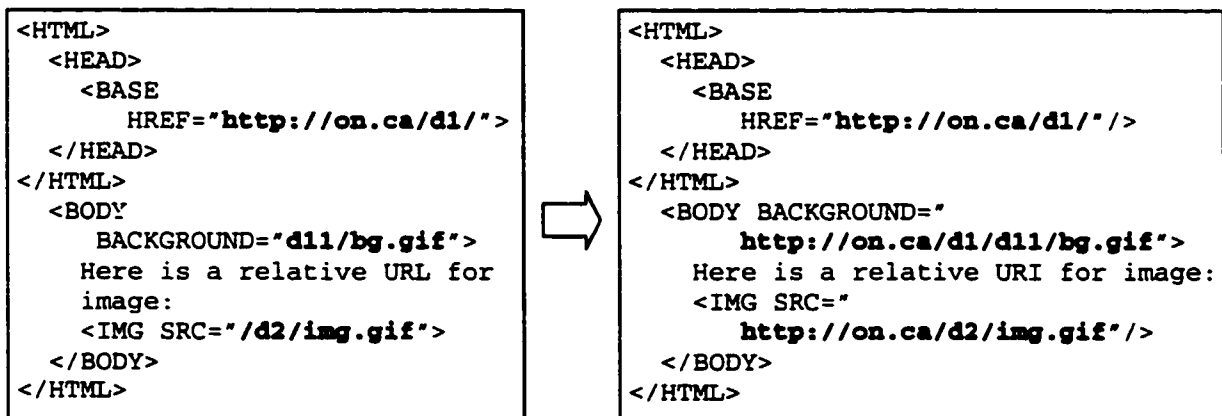 <HTML>
<HEAD>
<BASE
HREF="http://on.ca/d1/">
</HEAD>
</HTML>
<BODY
BACKGROUND="d11/bg.gif">
Here is a relative URL for
image:
<IMG SRC="/d2/img.gif">
</BODY>
</HTML>
<HTML>
<HEAD>
<BASE
HREF="http://on.ca/d1/"/>
</HEAD>
</HTML>
<BODY BACKGROUND="
http://on.ca/d1/d11/bg.gif">
Here is a relative URI for image:
<IMG SRC="
http://on.ca/d2/img.gif"/>
</BODY>
</HTML>